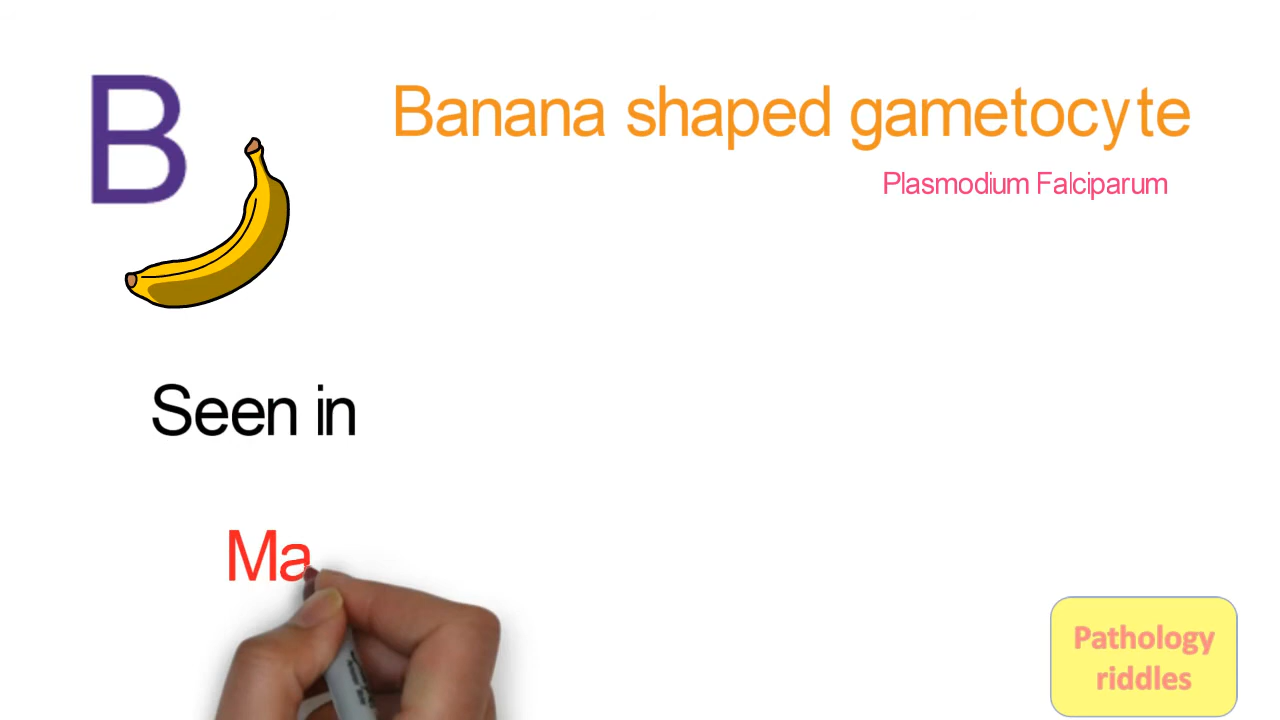 B
Banana shaped gametocyte
Plasmodium Falciparum
Seen in
Ma
Pathology
riddles